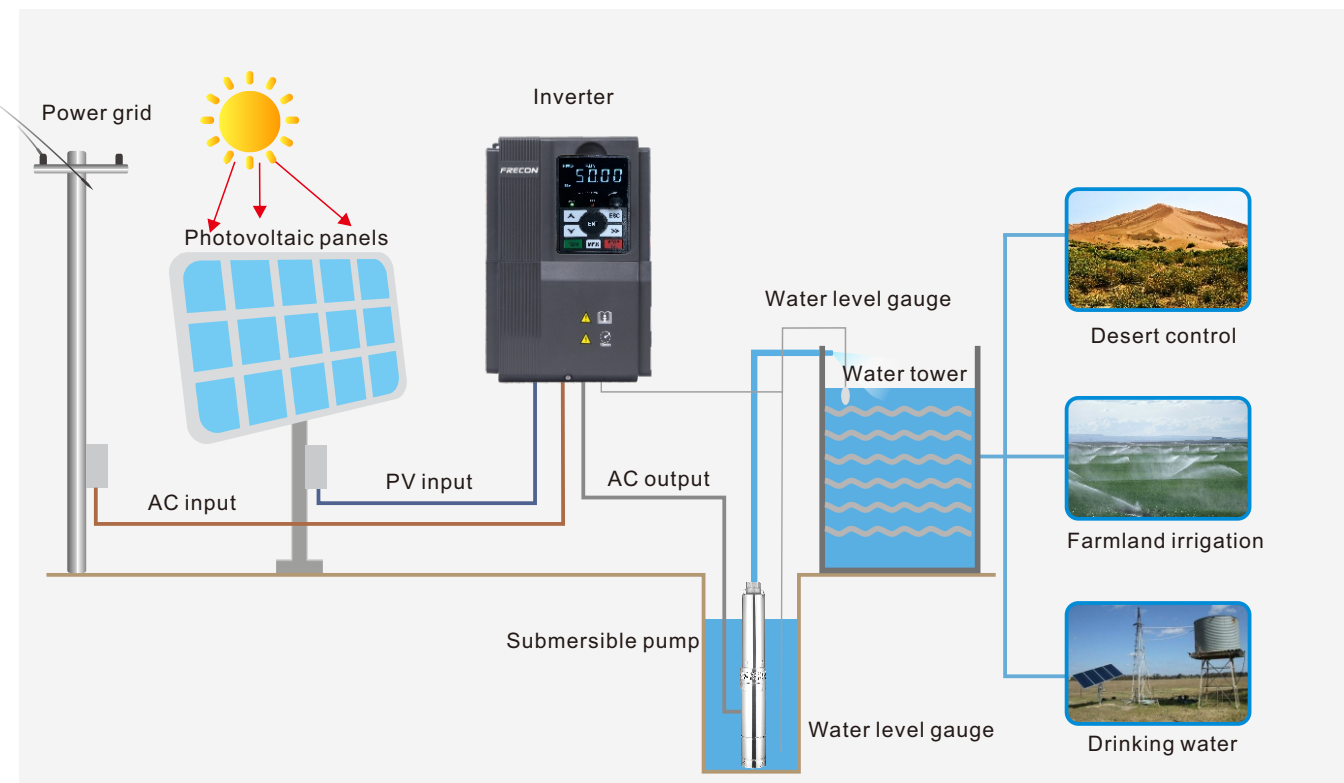 Power grid
Inverter
FRECON
50.00
ESC
Photovoltaic panels
Water level gauge
Water tower
Desert control
PV input
AC output
AC input
Farmland irrigation
Submersible pump
Water level gauge
Drinking water